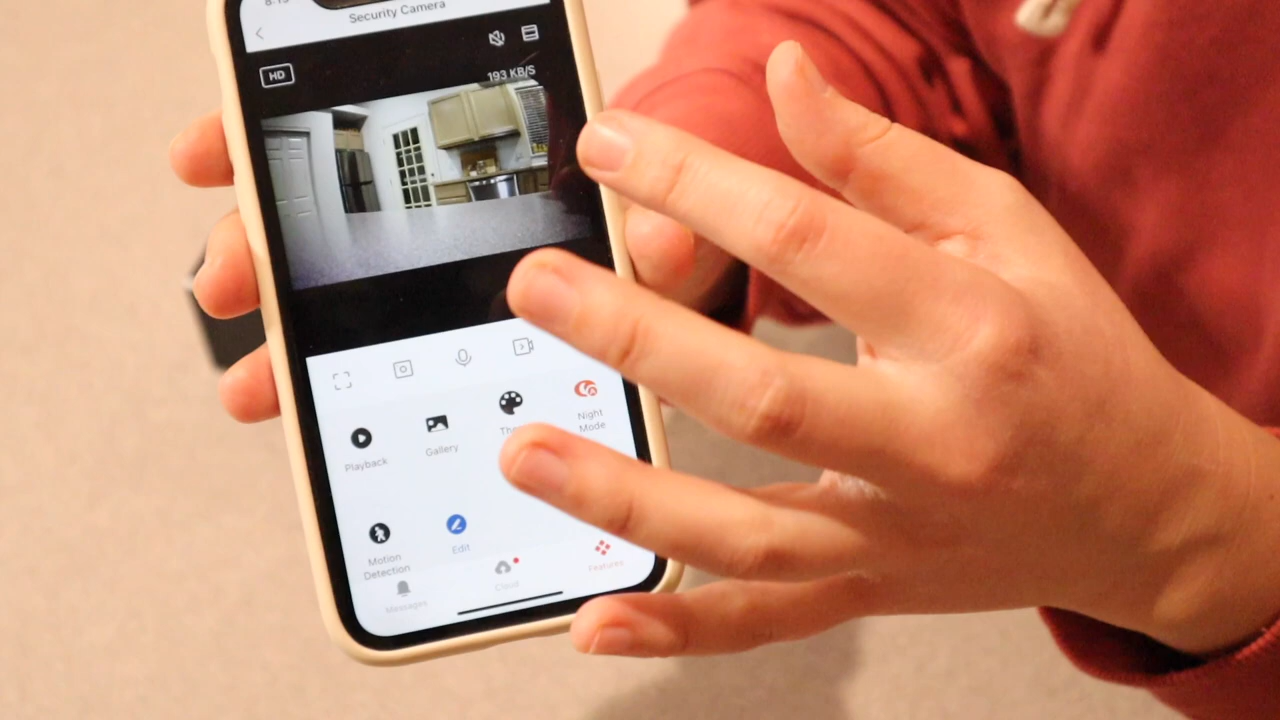 Security Camera
HD
193 KB/S
Playback
Gallery
Night
Mode
Motion
Detection
Edit
Messages
Cloud
Features